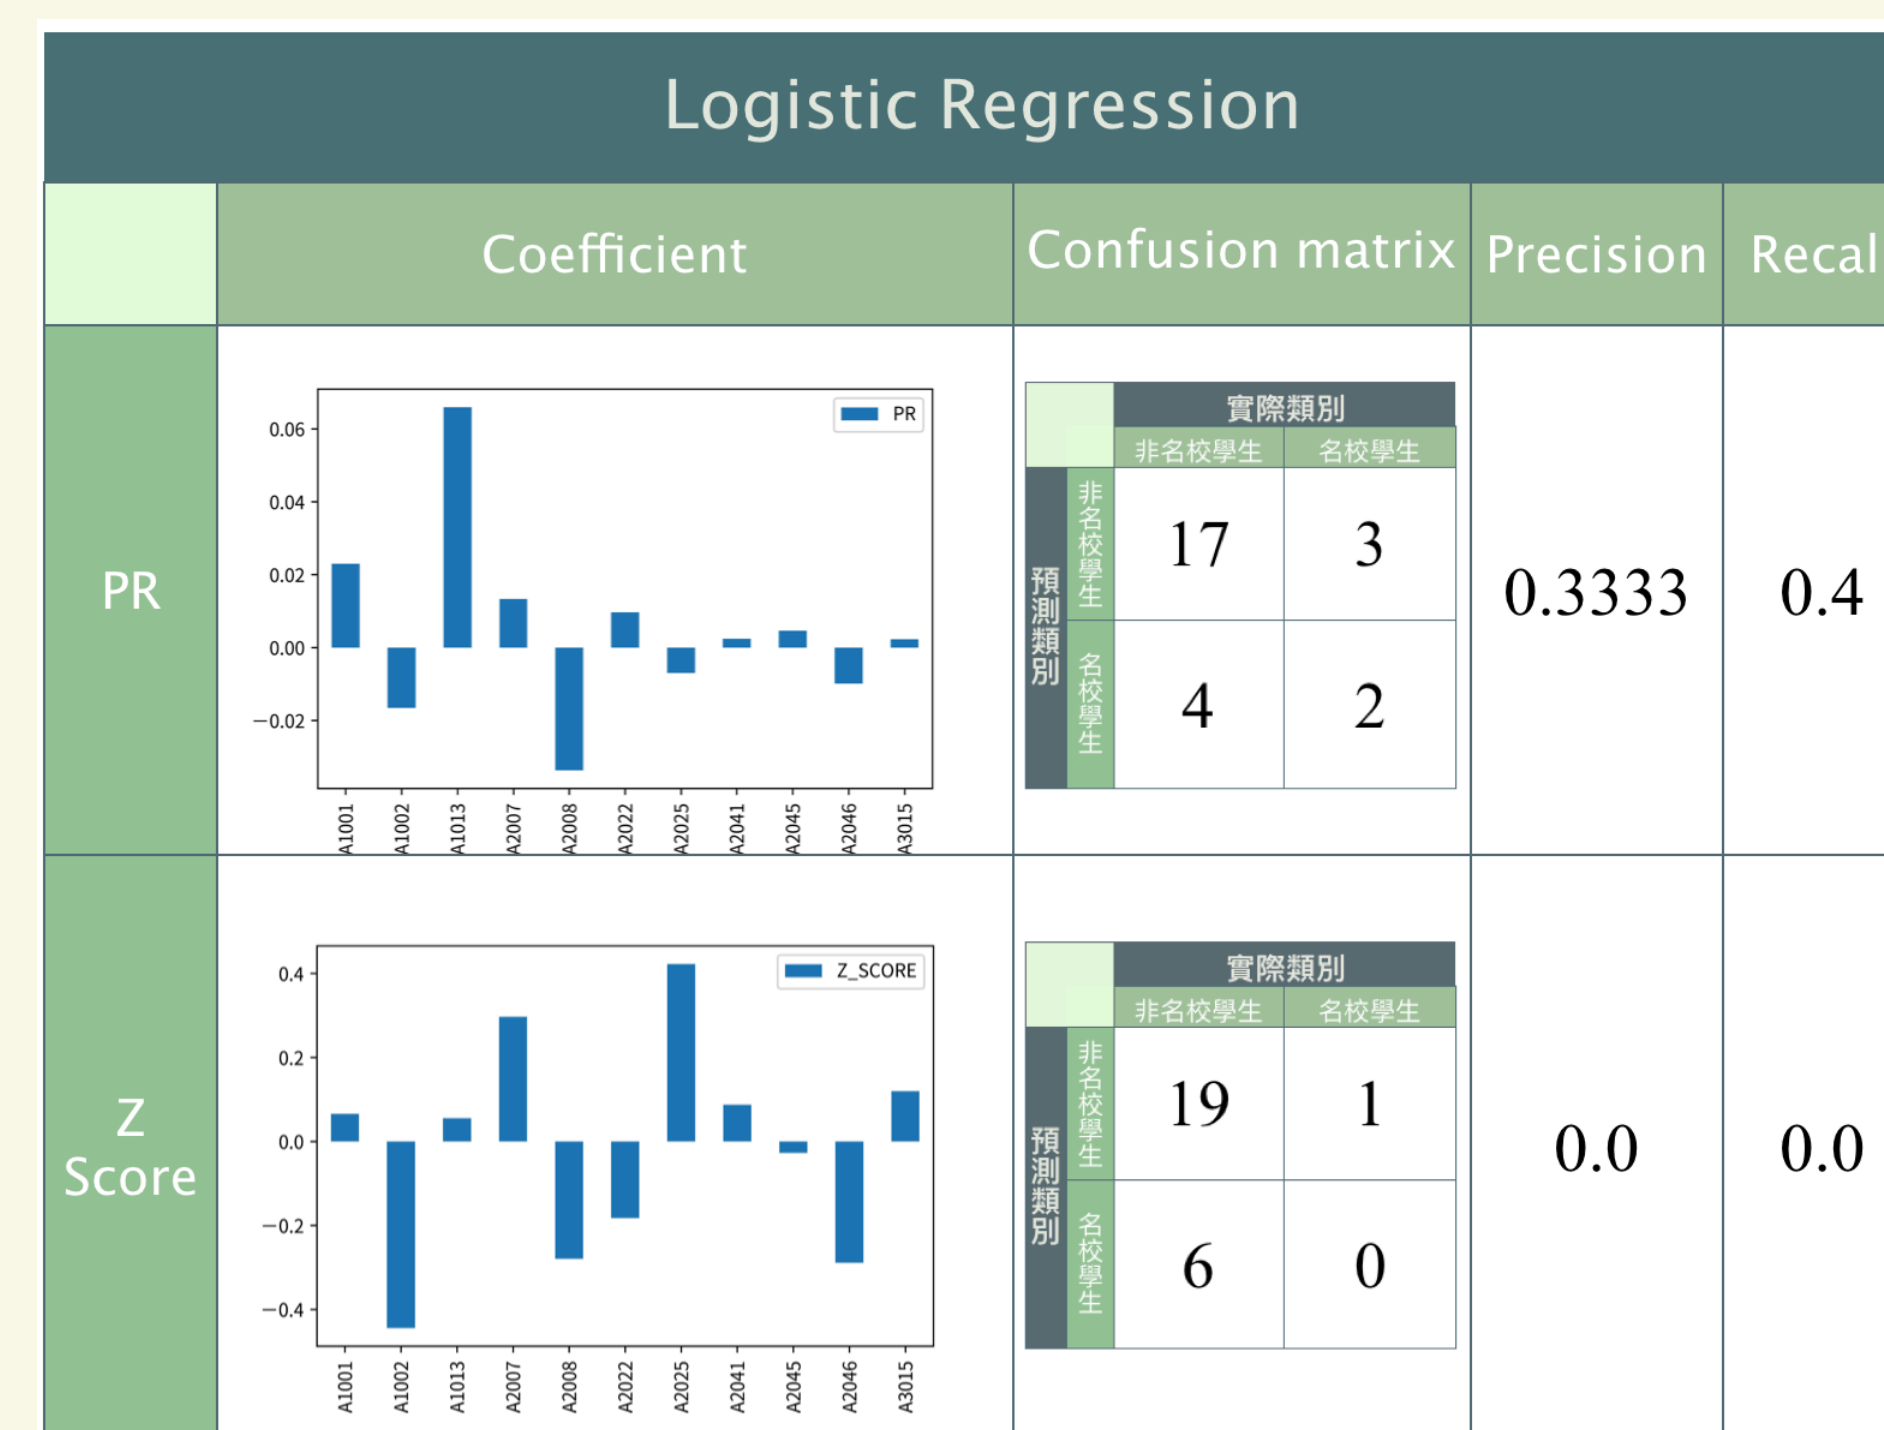 Logistic Regression
Coefficient
Confusion matrix
Precision
Recal
PR
PR
0.06
0.04
0.02
0.00
−0.02
A1001
A1002
A1013
A2007
A2008
A2022
A2025
A2041
A2045
A2046
A3015
實際類別
非名校學生
名校學生
預測類別
非名校學生
17
3
名校學生
4
2
0.3333
0.4
Z
Score
Z_SCORE
0.4
0.2
0.0
−0.2
−0.4
A1001
A1002
A1013
A2007
A2008
A2022
A2025
A2041
A2045
A2046
A3015
實際類別
非名校學生
名校學生
預測類別
非名校學生
19
1
名校學生
6
0
0.0
0.0